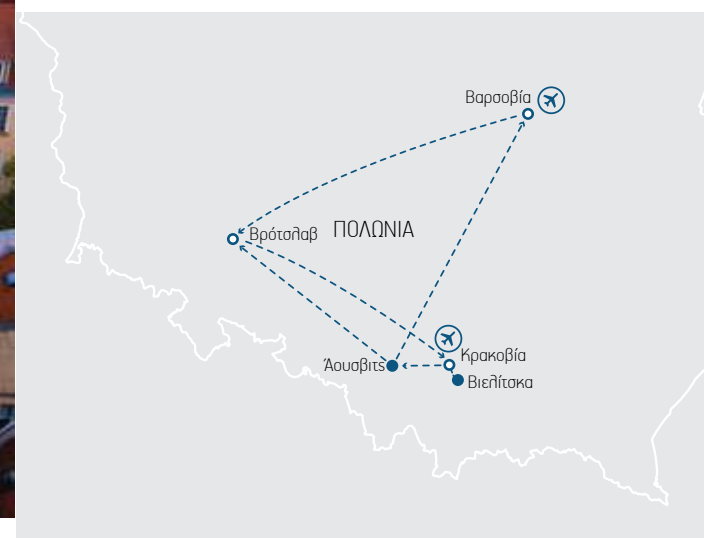 Βαρσοβία
Βρότσλαβ
ΠΟΛΩΝΙΑ
Κρακοβία
Άουσβιτς
Βιελίτσκα